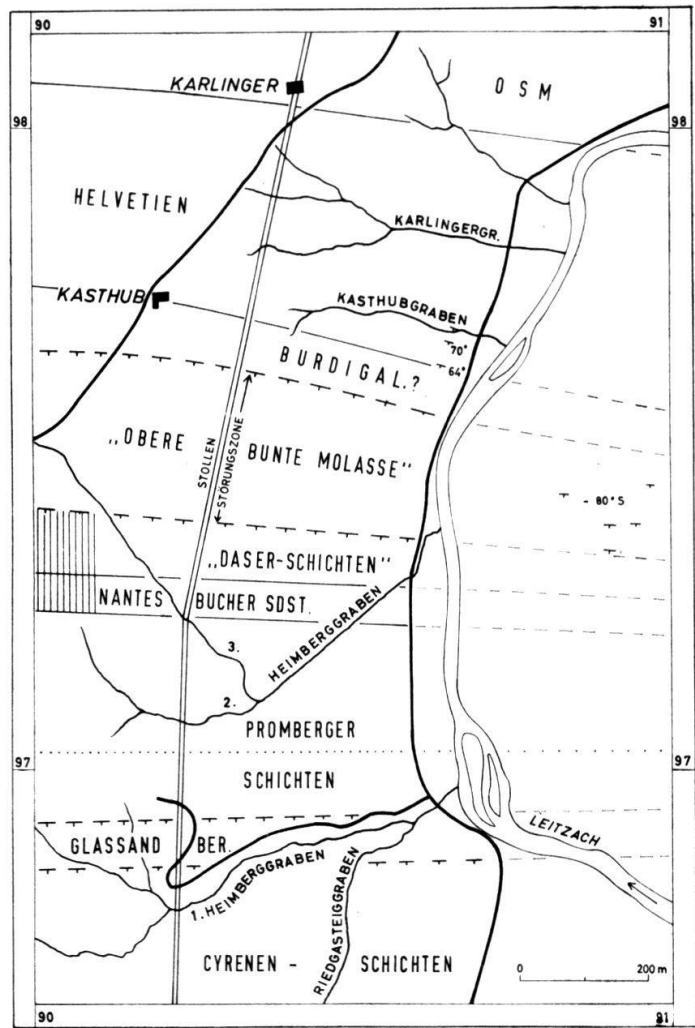 90
91
KARLINGER
OSM
98
98
HELVETIEN
KARLINGERGR.
KASTHUB
KASTHUBGRABEN
70°
BURDIGAL.?
64°
„OBERE BUNTE MOLASSE“
STOLLEN
STÖRUNGSZONE
80°S
„DASER-SCHICHTEN“
NANTESBUCHER SDST.
HEIMBERGGRABEN
3.
2.
PROMBERGER
97
97
SCHICHTEN
GLASSAND BER.
LEITZACH
1.HEIMBERGGRABEN
RIEDGASTEIGGRABEN
CYRENEN - SCHICHTEN
0 200 m
90
91